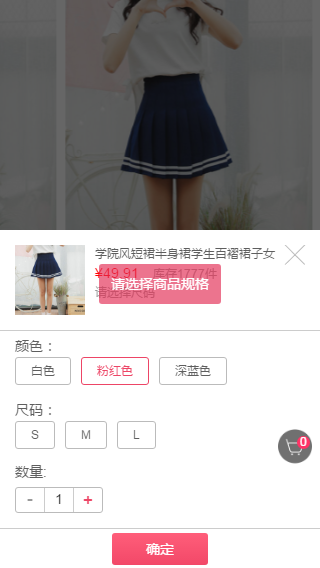 学院风短裙半身裙学生百褶裙子女
¥49.91 库存1777件
请选择尺码
请选择商品规格
颜色：
白色 粉红色 深蓝色
尺码：
S M L
0
数量:
- 1 +
确定